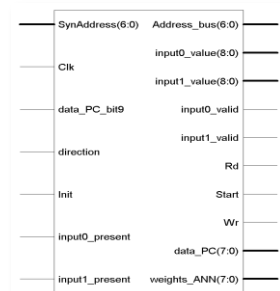 SynAddress(6:0) Address_bus(6:0)
input0_value(8:0)
Clk input1_value(8:0)
data_PC_bit9 input0_valid
input1_valid
direction
Rd
Init Start
Wr
input0_present
data_PC(7:0)
input1_present weights_ANN(7:0)